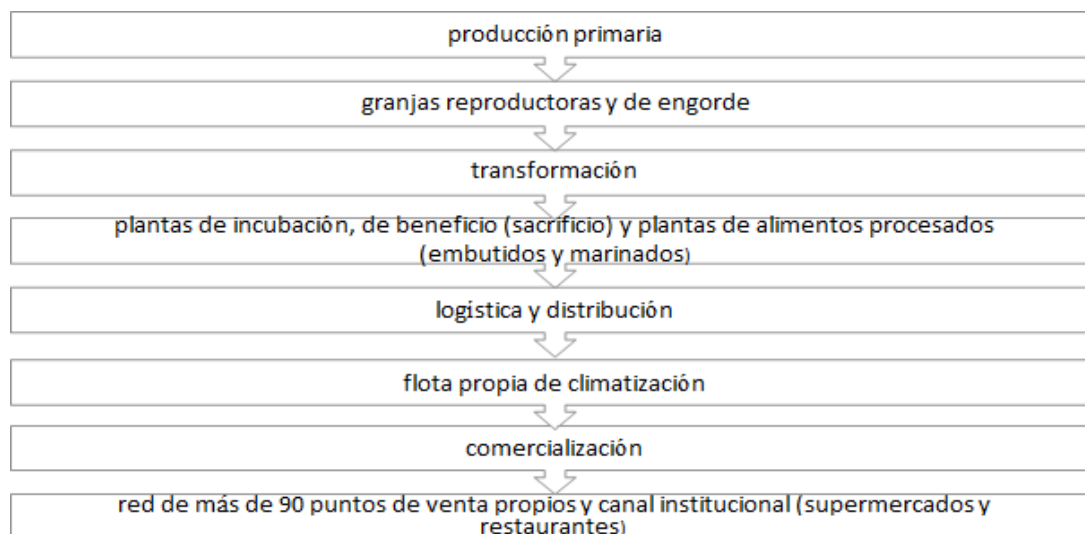 producción primaria
granjas reproductoras y de engorde
transformación
plantas de incubación, de beneficio (sacrificio) y plantas de alimentos procesados
(embutidos y marinados)
logística y distribución
flota propia de climatización
comercialización
red de más de 90 puntos de venta propios y canal institucional (supermercados y
restaurantes)